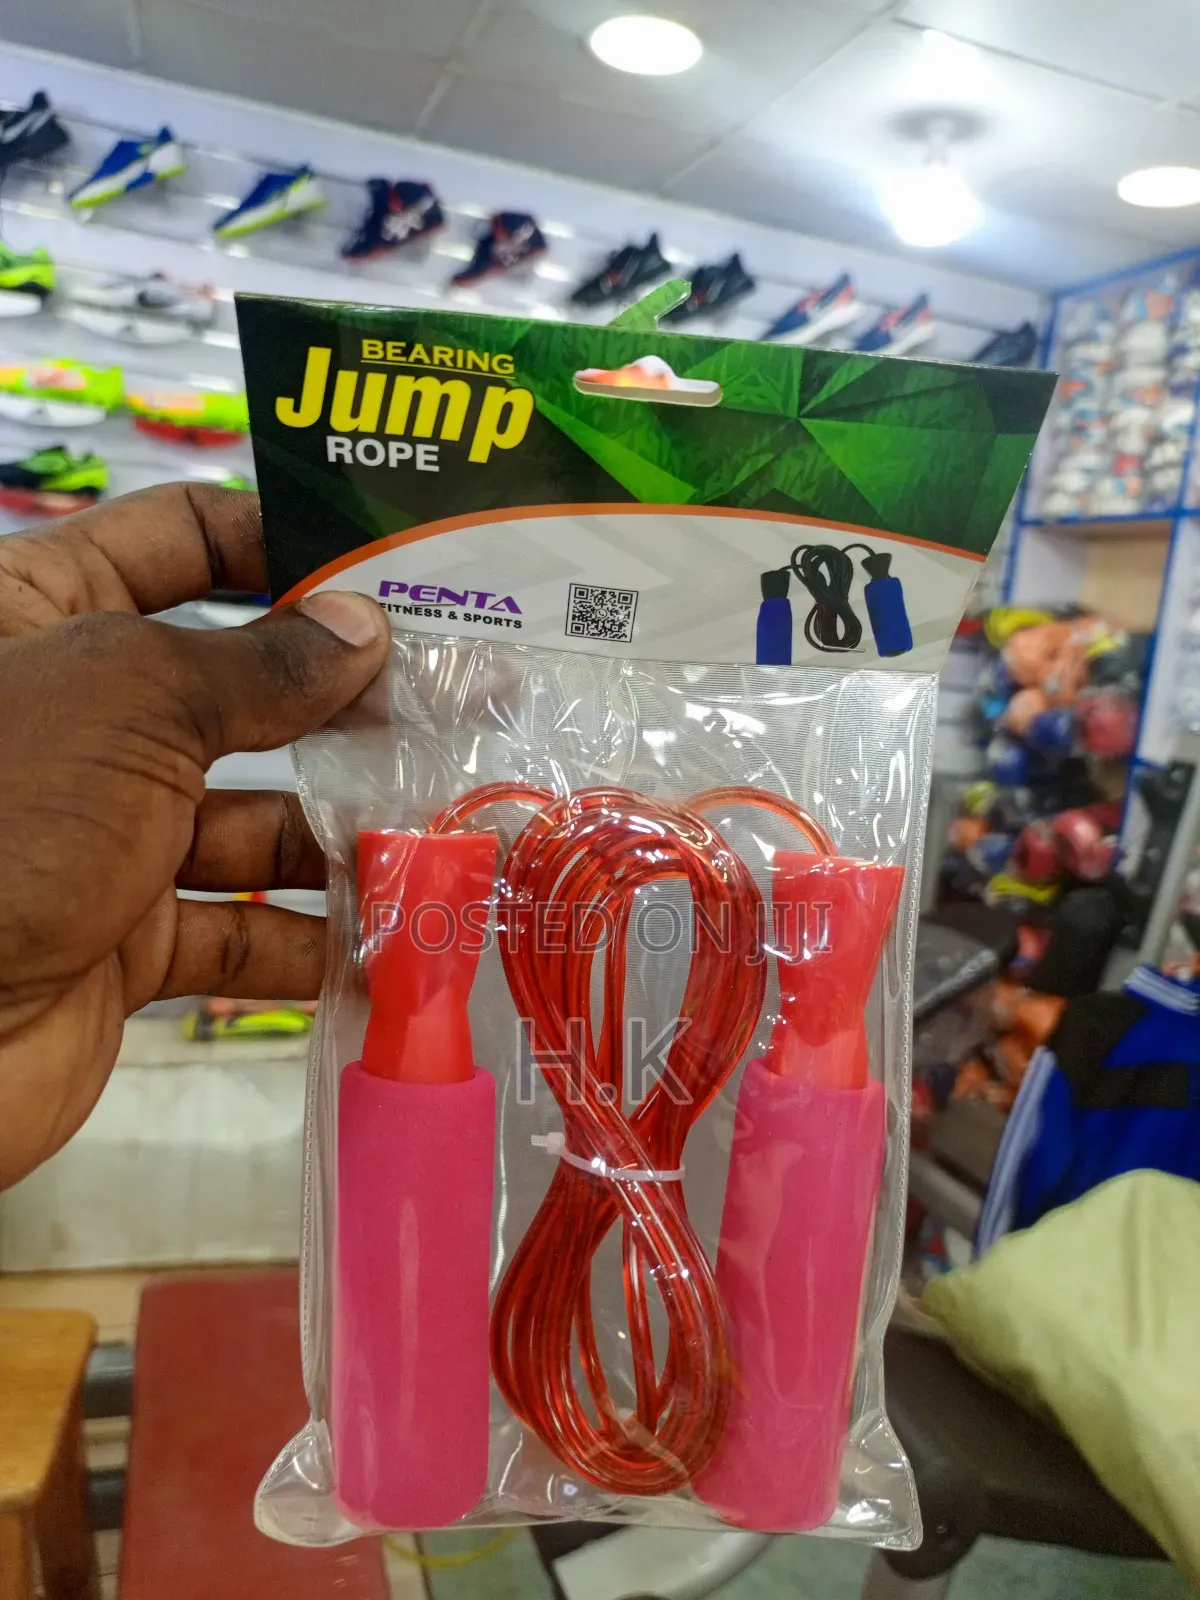 BEARING
Jump
ROPE
PENTA
FITNESS & SPORTS
POSTED ON JIJI
H.K